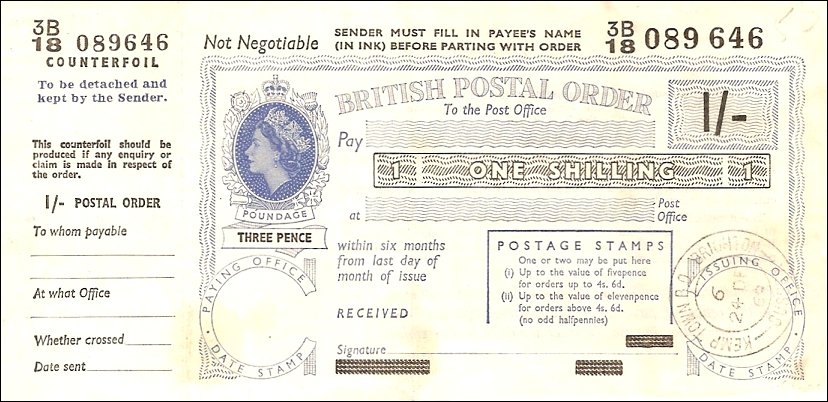 3B
18 089646
COUNTERFOIL
To be detached and
kept by the Sender.
This counterfoil should be
produced if any enquiry or
claim is made in respect of
the order.
1/- POSTAL ORDER
To whom payable
At what Office
Whether crossed
Date sent
Not Negotiable
SENDER MUST FILL IN PAYEE'S NAME
(IN INK) BEFORE PARTING WITH ORDER
3B
18 089 646
BRITISH POSTAL ORDER
To the Post Office
1/-
Pay
1 ONE SHILLING 1
at
Post
Office
POUNDAGE
THREE PENCE
within six months
from last day of
month of issue
RECEIVED
Signature
POSTAGE STAMPS
One or two may be put here
(i) Up to the value of fivepence
for orders up to 4s. 6d.
(ii) Up to the value of elevenpence
for orders above 4s. 6d.
(no odd halfpennies)
PAYING OFFICE
DATE STAMP
ISSUING OFFICE
DATE STAMP
KEMP TOWN B.O. BRIGHTON
6
24 DE
69